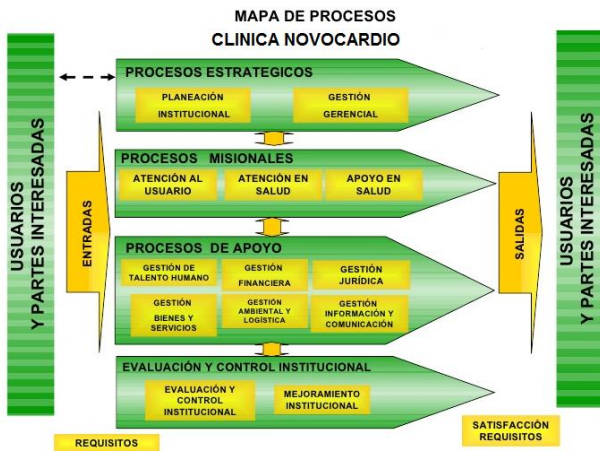 MAPA DE PROCESOS
CLINICA NOVOCARDIO
USUARIOS
Y PARTES INTERESADAS
ENTRADAS
PROCESOS ESTRATEGICOS
PLANEACIÓN
INSTITUCIONAL
GESTIÓN
GERENCIAL
PROCESOS MISIONALES
ATENCIÓN AL
USUARIO
ATENCIÓN EN
SALUD
APOYO EN
SALUD
PROCESOS DE APOYO
GESTIÓN DE
TALENTO HUMANO
GESTIÓN
FINANCIERA
GESTIÓN
JURÍDICA
GESTIÓN
BIENES Y
SERVICIOS
GESTIÓN
AMBIENTAL Y
LOGÍSTICA
GESTIÓN
INFORMACIÓN Y
COMUNICACIÓN
EVALUACIÓN Y CONTROL INSTITUCIONAL
EVALUACIÓN Y
CONTROL
INSTITUCIONAL
MEJORAMIENTO
INSTITUCIONAL
SALIDAS
USUARIOS
Y PARTES INTERESADAS
REQUISITOS
SATISFACCIÓN
REQUISITOS